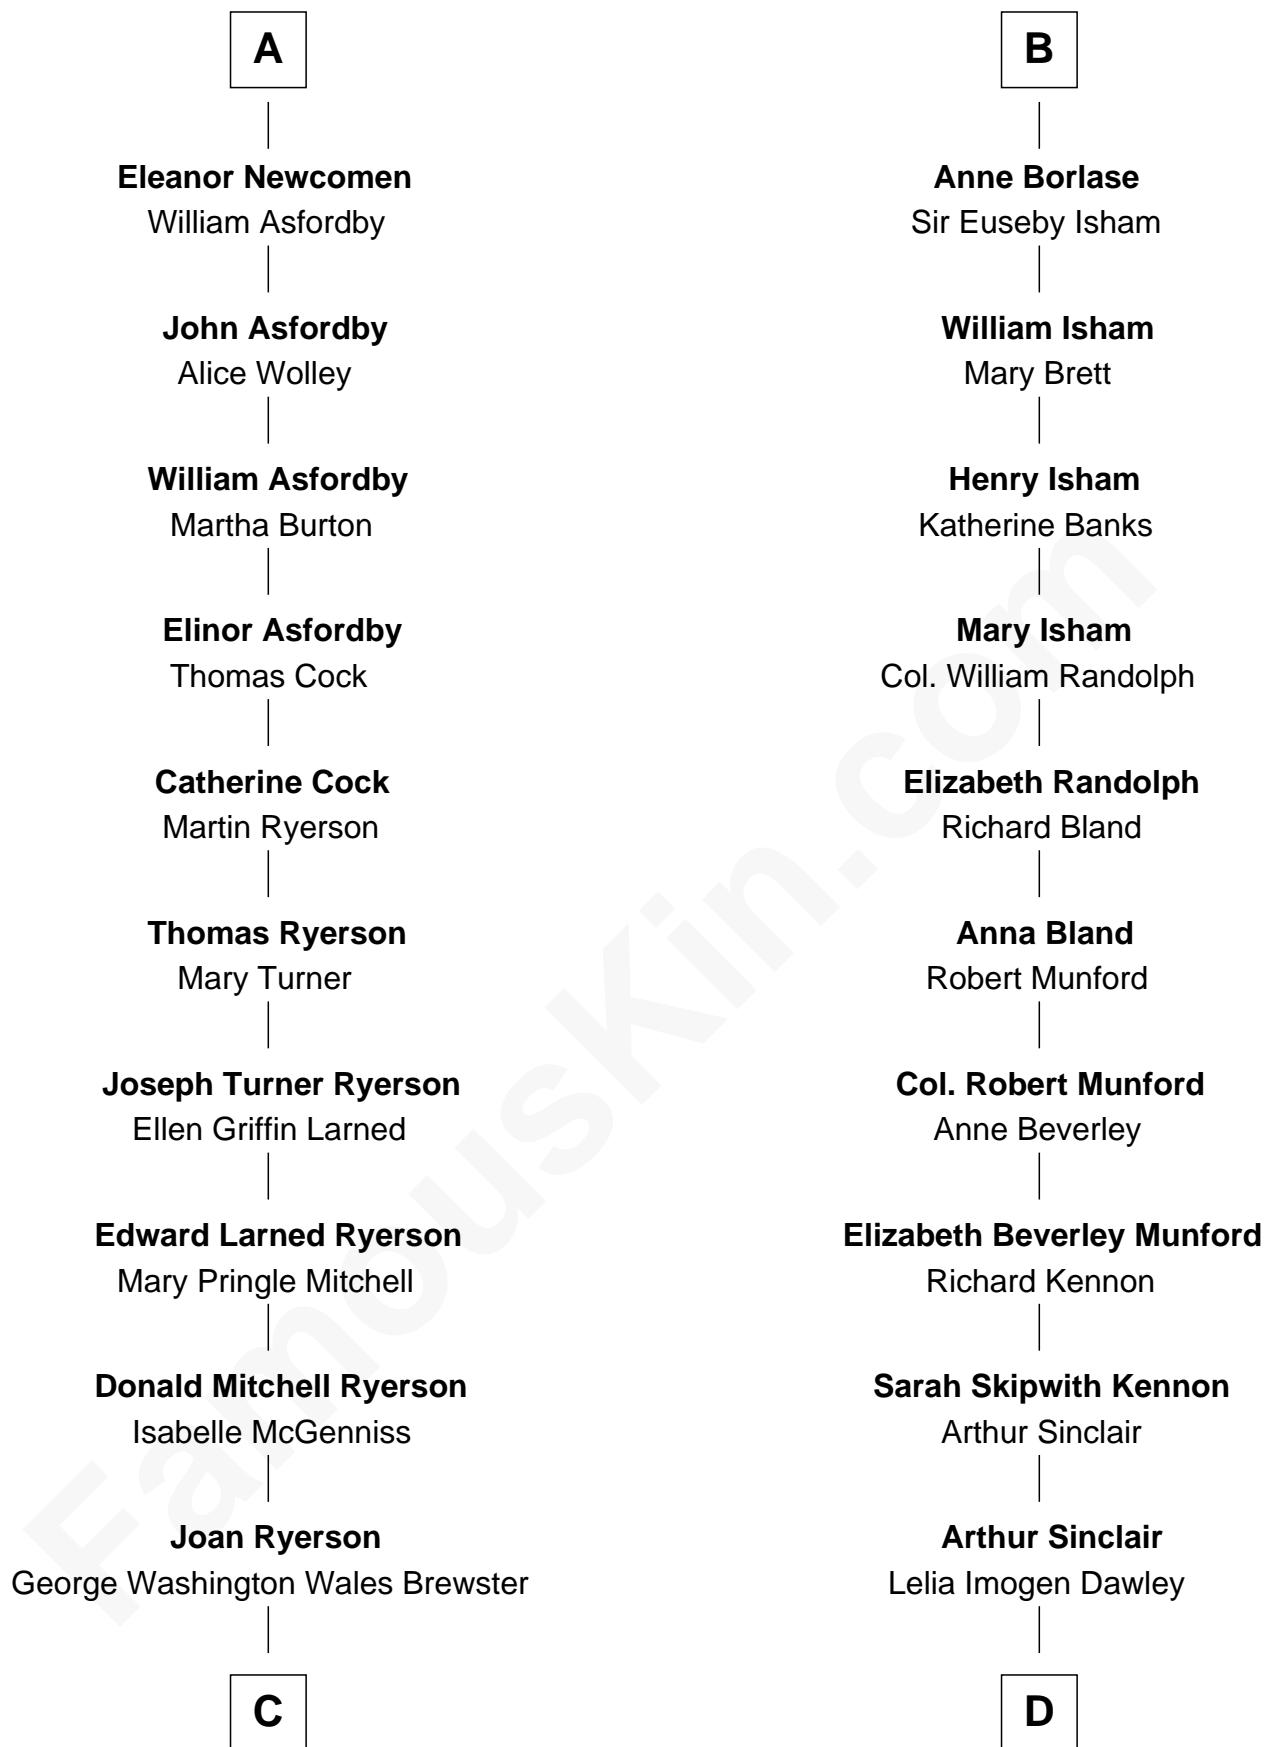 A
Eleanor Newcomen
William Asfordby
John Asfordby
Alice Wolley
William Asfordby
Martha Burton
Elinor Asfordby
Thomas Cock
Catherine Cock
Martin Ryerson
Thomas Ryerson
Mary Turner
Joseph Turner Ryerson
Ellen Griffin Larned
Edward Larned Ryerson
Mary Pringle Mitchell
Donald Mitchell Ryerson
Isabelle McGenniss
Joan Ryerson
George Washington Wales Brewster
C
B
Anne Borlase
Sir Euseby Isham
William Isham
Mary Brett
Henry Isham
Katherine Banks
Mary Isham
Col. William Randolph
Elizabeth Randolph
Richard Bland
Anna Bland
Robert Munford
Col. Robert Munford
Anne Beverley
Elizabeth Beverley Munford
Richard Kennon
Sarah Skipwith Kennon
Arthur Sinclair
Arthur Sinclair
Lelia Imogen Dawley
D
FamousKin.com